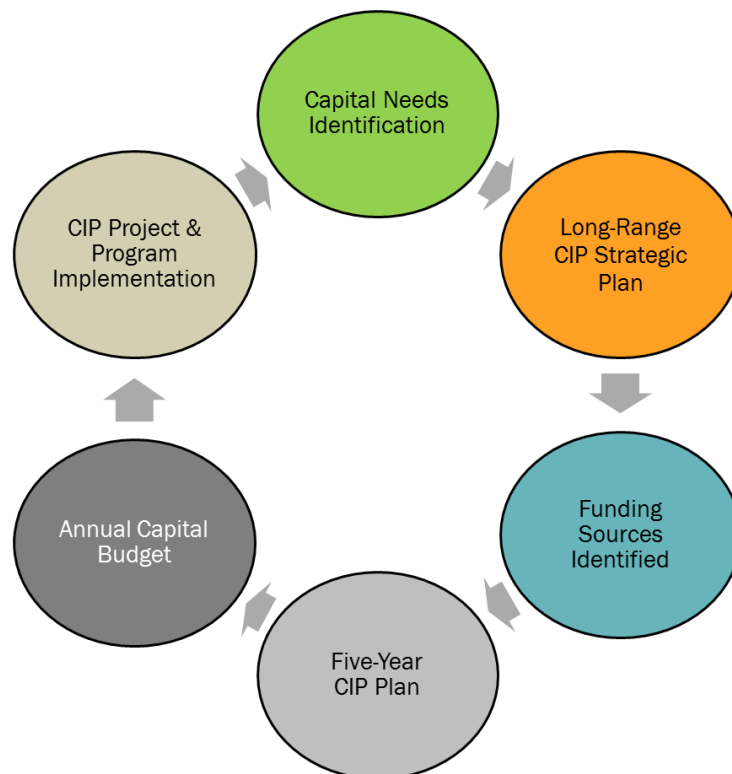 Capital Needs
Identification
Long-Range
CIP Strategic
Plan
Funding
Sources
Identified
Five-Year
CIP Plan
Annual Capital
Budget
CIP Project &
Program
Implementation